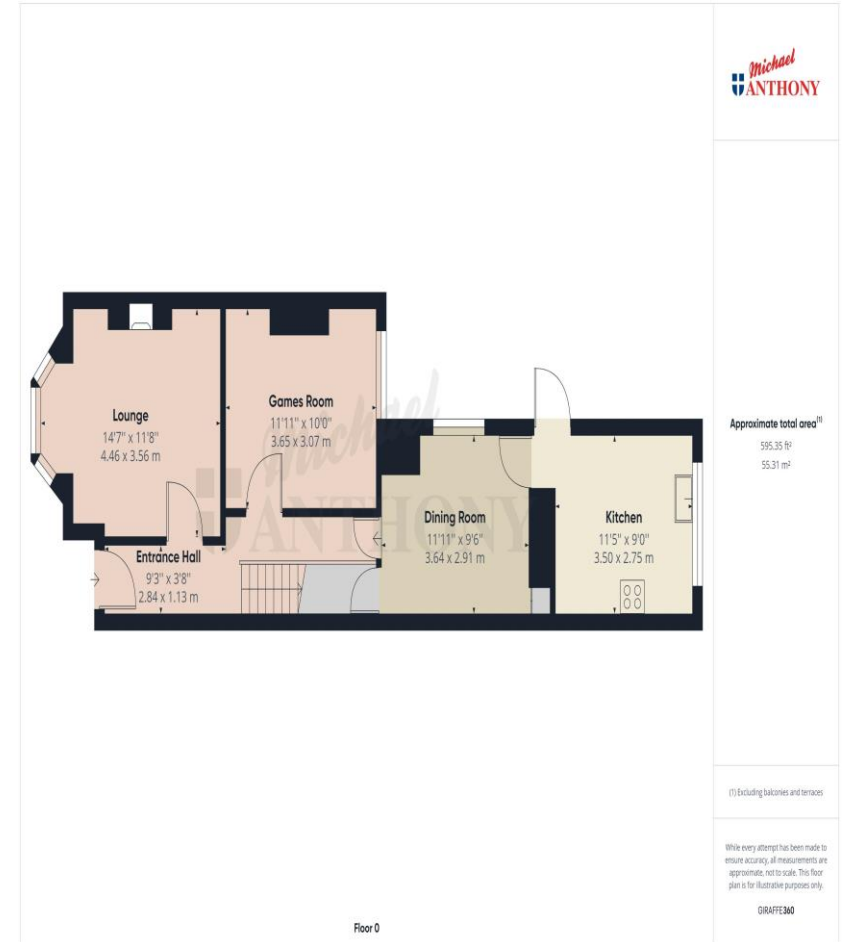 Michael
ANTHONY
Lounge
14'7" x 11'8"
4.46 x 3.56 m
Games Room
11'11" x 10'0"
3.65 x 3.07 m
Michael
ANTHONY
Entrance Hall
9'3" x 3'8"
2.84 x 1.13 m
Dining Room
11'11" x 9'6"
3.64 x 2.91 m
Kitchen
11'5" x 9'0"
3.50 x 2.75 m
Approximate total area(1)
595.35 ft²
55.31 m²
(1) Excluding balconies and terraces
While every attempt has been made to
ensure accuracy, all measurements are
approximate, not to scale. This floor
plan is for illustrative purposes only.
GIRAFFE360
Floor 0